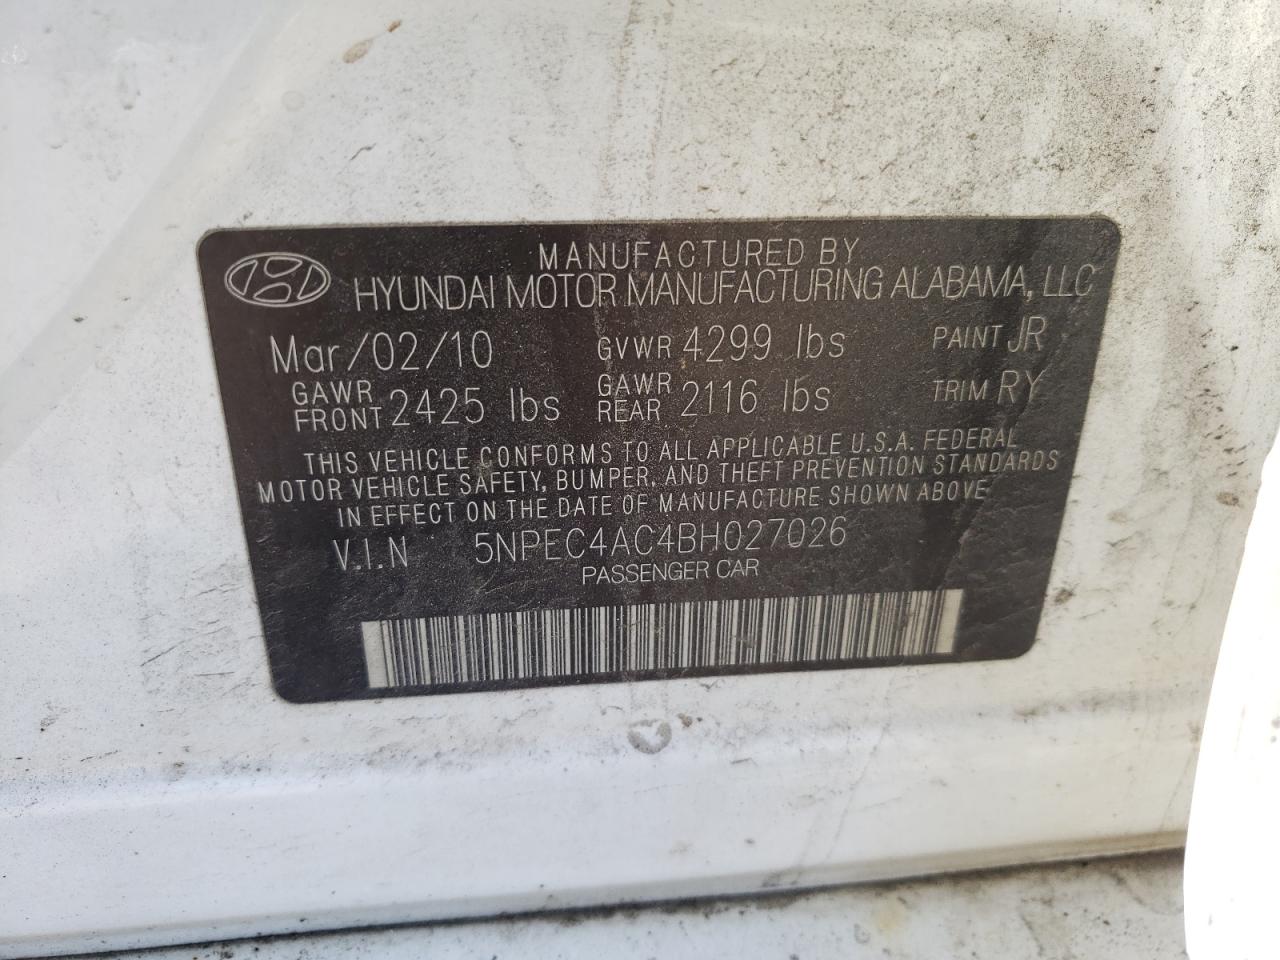 MANUFACTURED BY
HYUNDAI MOTOR MANUFACTURING ALABAMA, LLC
Mar/02/10 GVWR 4299 lbs PAINT JR
GAWR FRONT 2425 lbs GAWR REAR 2116 lbs TRIM RY
THIS VEHICLE CONFORMS TO ALL APPLICABLE U.S.A. FEDERAL
MOTOR VEHICLE SAFETY, BUMPER, AND THEFT PREVENTION STANDARDS
IN EFFECT ON THE DATE OF MANUFACTURE SHOWN ABOVE
V.I.N 5NPEC4AC4BH027026
PASSENGER CAR